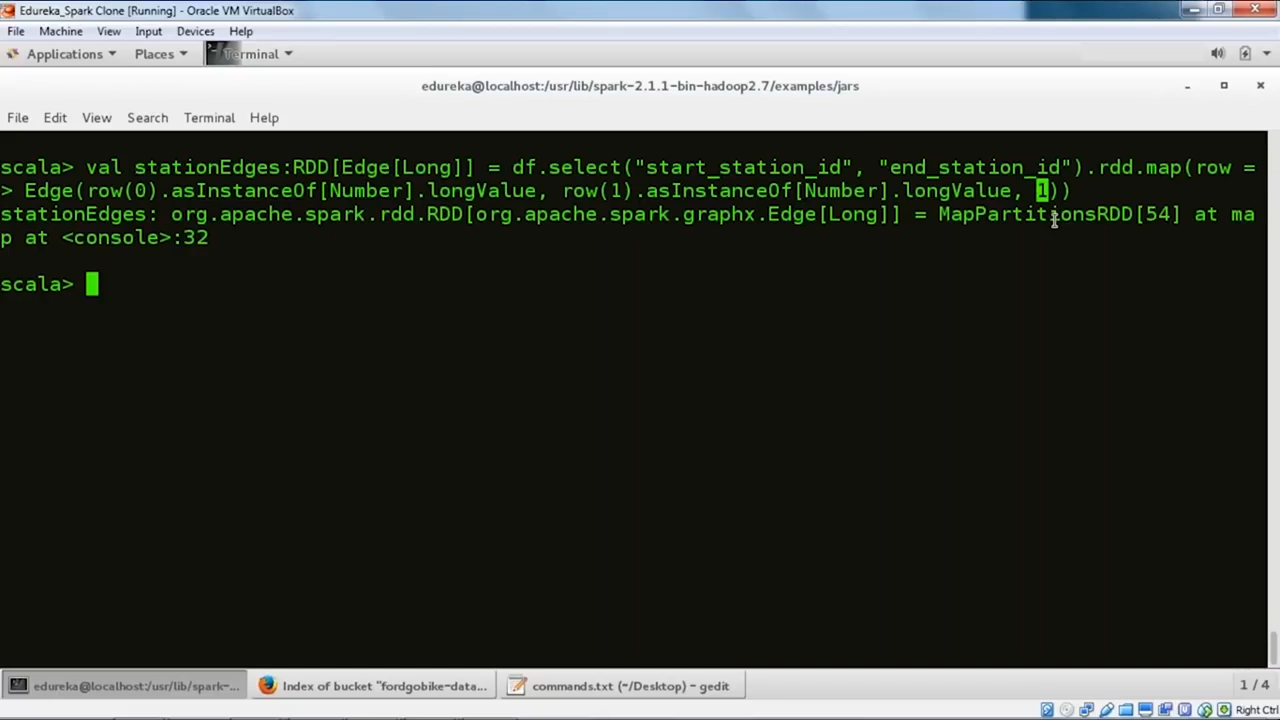 Edureka_Spark Clone [Running] - Oracle VM VirtualBox
File Machine View Input Devices Help
Applications Places Terminal
edureka@localhost:/usr/lib/spark-2.1.1-bin-hadoop2.7/examples/jars
File Edit View Search Terminal Help
scala> val stationEdges:RDD[Edge[Long]] = df.select("start_station_id", "end_station_id").rdd.map(row =
> Edge(row(0).asInstanceOf[Number].longValue, row(1).asInstanceOf[Number].longValue, 1))
stationEdges: org.apache.spark.rdd.RDD[org.apache.spark.graphx.Edge[Long]] = MapPartitionsRDD[54] at ma
p at <console>:32
scala>
edureka@localhost:/usr/lib/spark-... Index of bucket "fordgobike-data... commands.txt (~/Desktop) - gedit 1 / 4
Right Ctrl